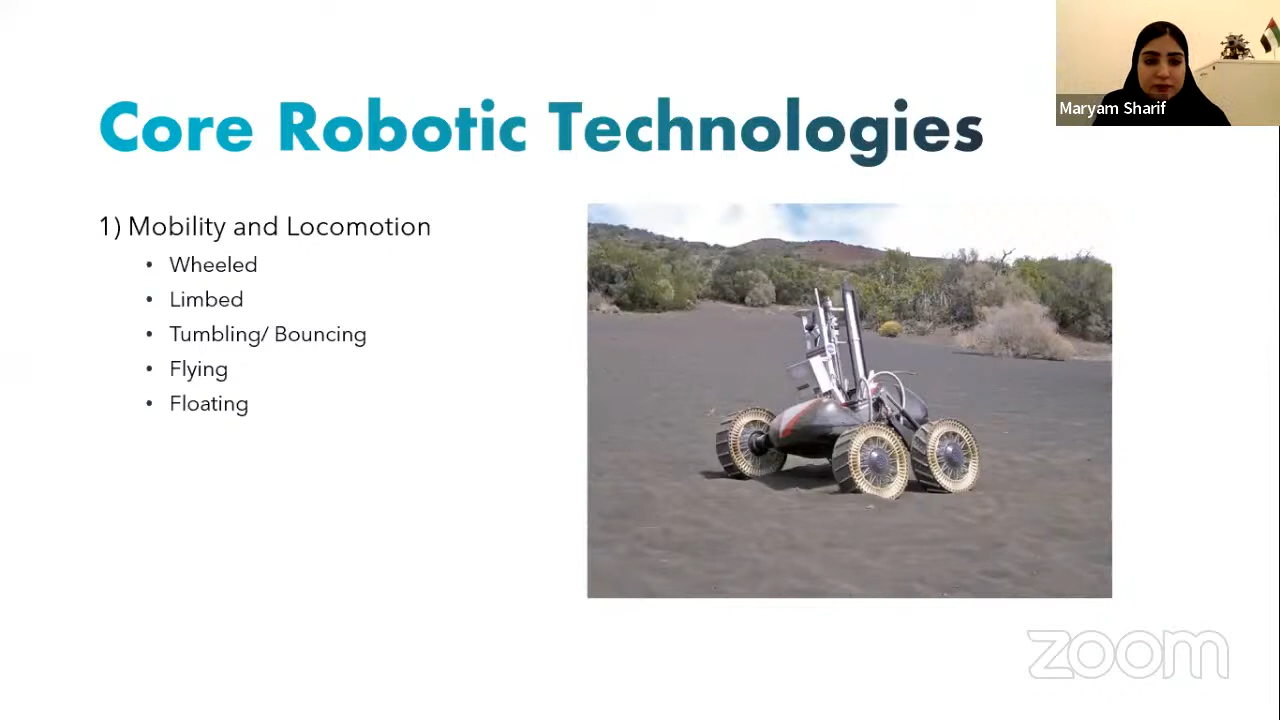 Core Robotic Technologies
Maryam Sharif
1) Mobility and Locomotion
• Wheeled
• Limbed
• Tumbling/ Bouncing
• Flying
• Floating
zoom